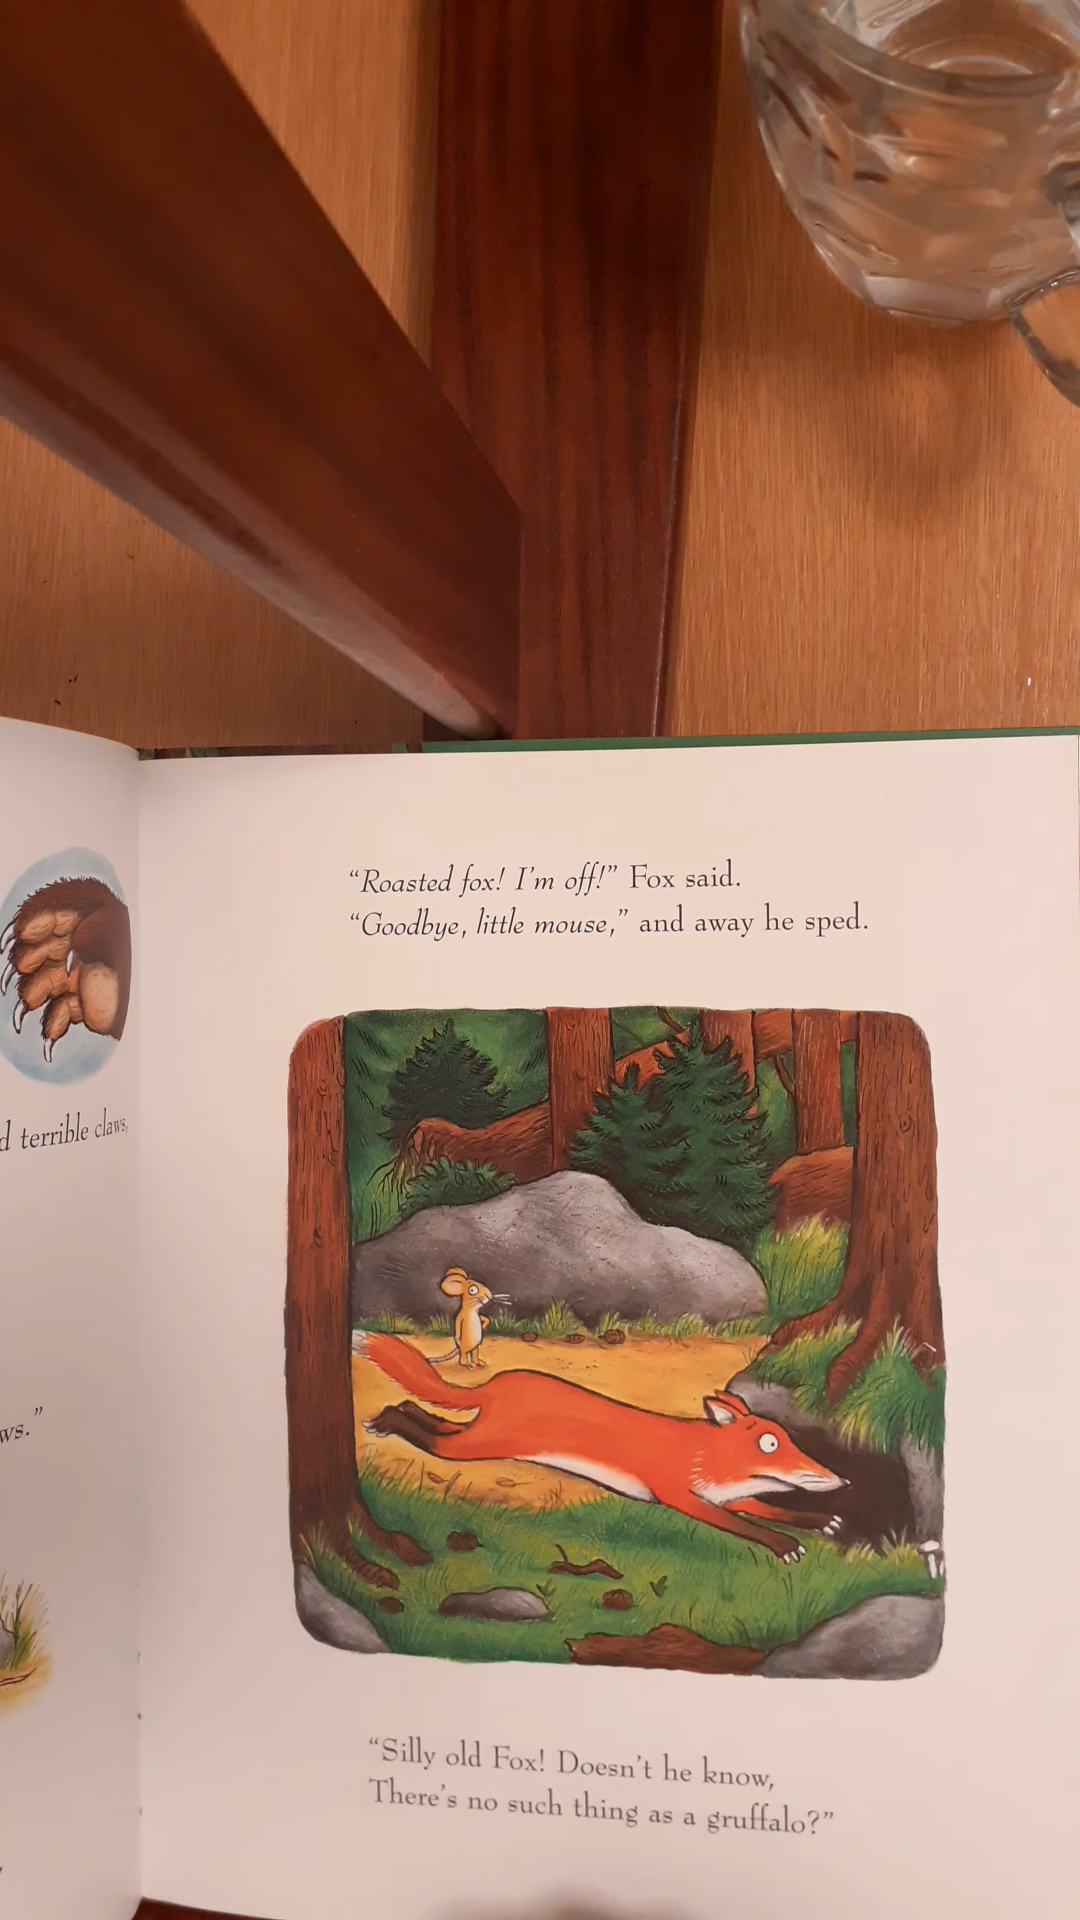 d terrible claws,
ws."
"Roasted fox! I'm off!" Fox said.
"Goodbye, little mouse," and away he sped.
"Silly old Fox! Doesn't he know,
There's no such thing as a gruffalo?"